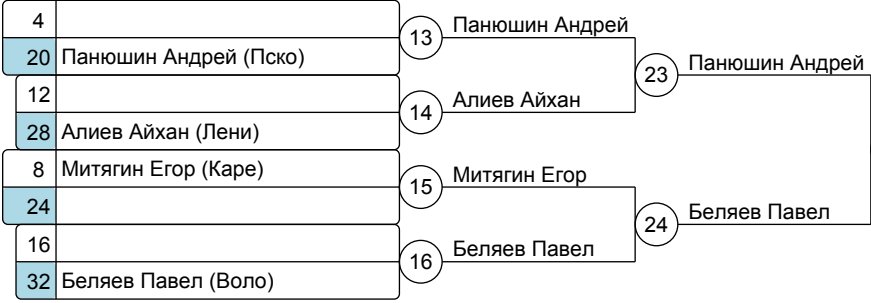 4
20 Панюшин Андрей (Пско)
13 Панюшин Андрей
12
28 Алиев Айхан (Лени)
14 Алиев Айхан
23 Панюшин Андрей
8 Митягин Егор (Каре)
24
15 Митягин Егор
16
32 Беляев Павел (Воло)
16 Беляев Павел
24 Беляев Павел